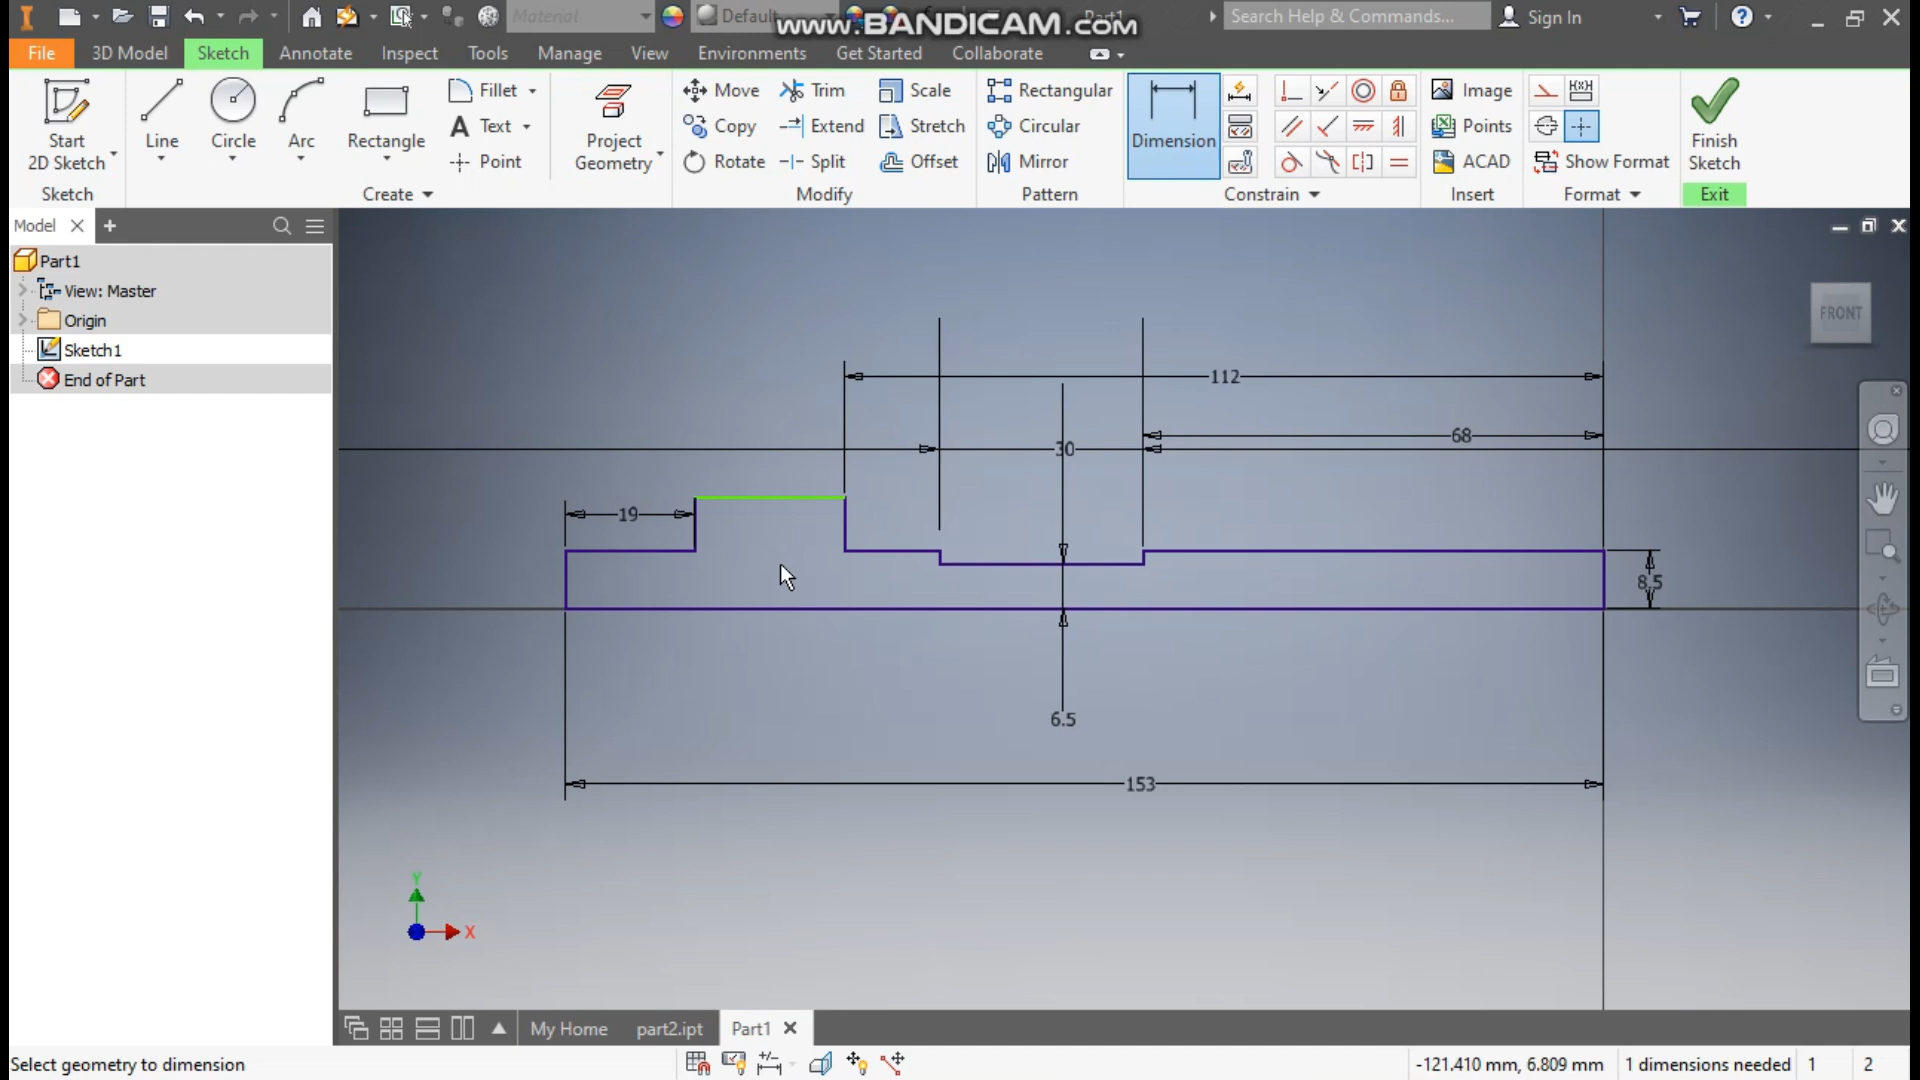 Material
Default
www.BANDICAM.com
Part1
Search Help & Commands...
Sign In
File
3D Model
Sketch
Annotate
Inspect
Tools
Manage
View
Environments
Get Started
Collaborate
Start
2D Sketch
Line
Circle
Arc
Rectangle
Fillet
Text
Point
Project
Geometry
Move
Copy
Rotate
Trim
Extend
Split
Scale
Stretch
Offset
Rectangular
Circular
Mirror
Dimension
Image
Points
ACAD
Show Format
Finish
Sketch
Sketch
Create
Modify
Pattern
Constrain
Insert
Format
Exit
Model
Part1
View: Master
Origin
Sketch1
End of Part
FRONT
112
68
30
19
8.5
6.5
153
Y
X
My Home
part2.ipt
Part1
Select geometry to dimension
-121.410 mm, 6.809 mm
1 dimensions needed
1
2